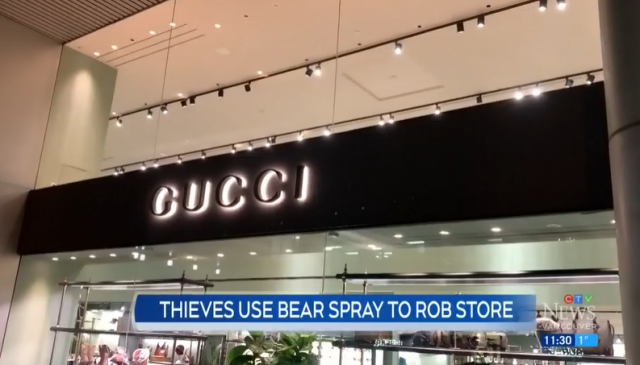 GUCCI
THIEVES USE BEAR SPRAY TO ROB STORE
CTV
NEWS
VANCOUVER
11:30 1°